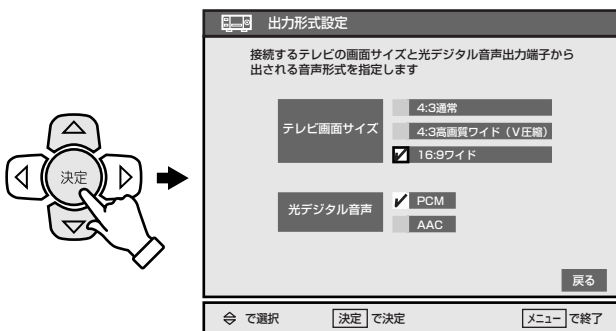 出力形式設定
接続するテレビの画面サイズと光デジタル音声出力端子から
出される音声形式を指定します
テレビ画面サイズ
4:3通常
4:3高画質ワイド（V圧縮）
16:9ワイド
決定
光デジタル音声
PCM
AAC
戻る
で選択 決定 で決定 メニュー で終了